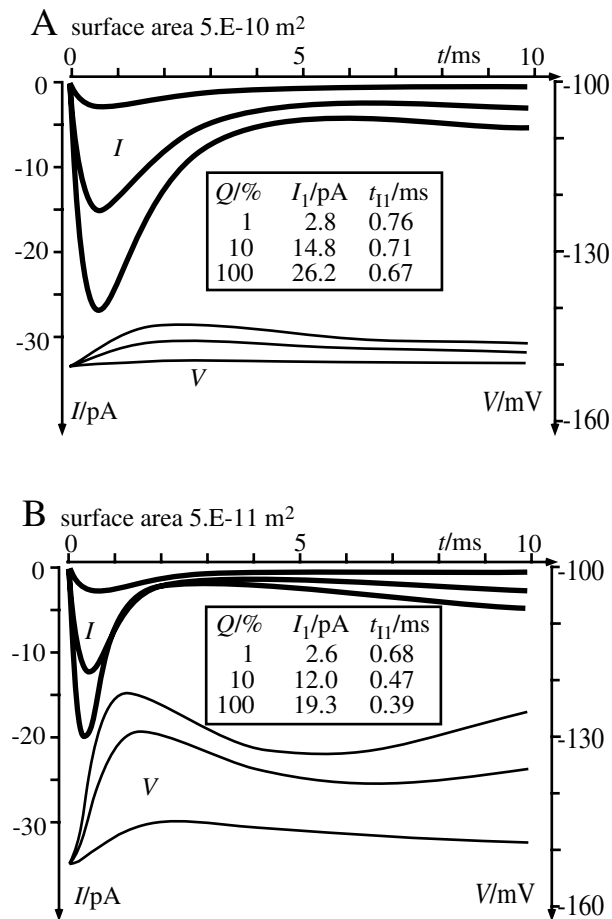 A surface area 5.E-10 m²
0 5 t/ms 10
0 -100
-10
I
Q/% I₁/pA t_I1/ms
1 2.8 0.76
10 14.8 0.71
100 26.2 0.67
-130
-20
-30
V
I/pA V/mV
-160
B surface area 5.E-11 m²
0 5 t/ms 10
0 -100
I
Q/% I₁/pA t_I1/ms
1 2.6 0.68
10 12.0 0.47
100 19.3 0.39
-10
-20 -130
V
-30
I/pA V/mV
-160